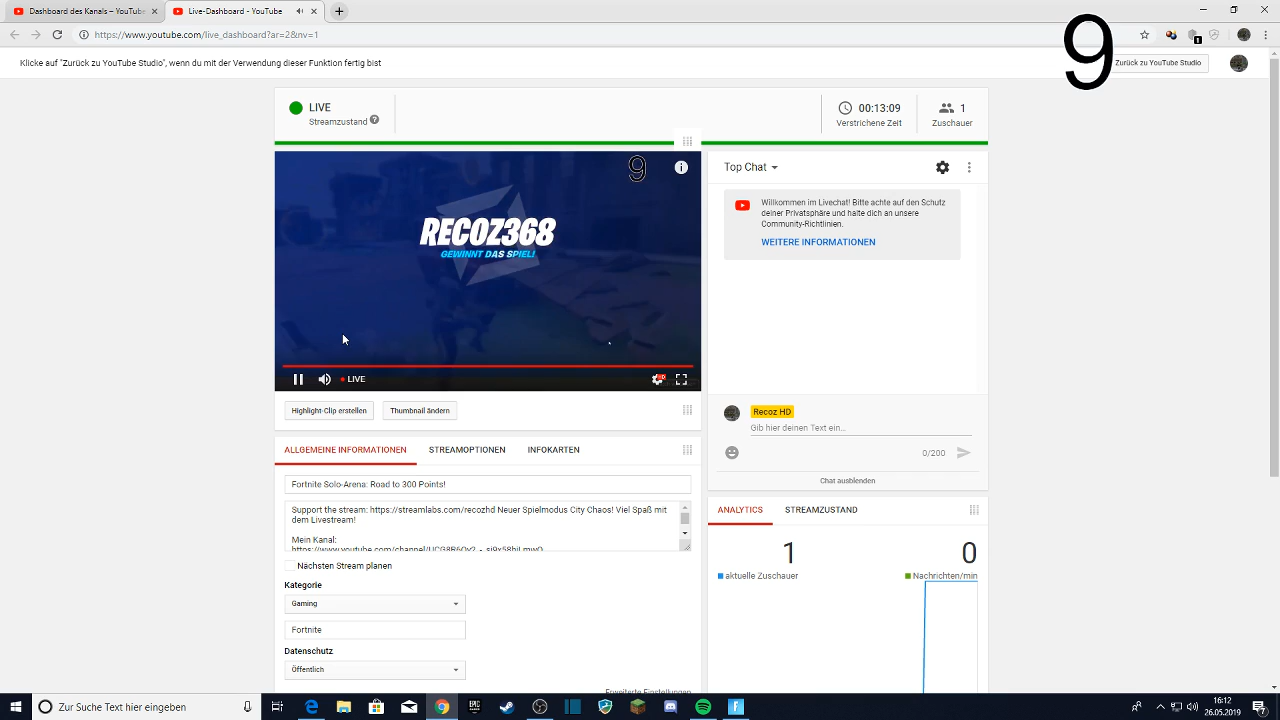 Dashboard des Kanals – YouTube
Live-Dashboard - YouTube
https://www.youtube.com/live_dashboard?ar=2&nv=1
1
9
Klicke auf "Zurück zu YouTube Studio", wenn du mit der Verwendung dieser Funktion fertig bist
Zurück zu YouTube Studio
LIVE
Streamzustand
?
00:13:09
Verstrichene Zeit
1
Zuschauer
9
RECOZ368
GEWINNT DAS SPIEL!
LIVE
HD
Highlight-Clip erstellen
Thumbnail ändern
Top Chat
Willkommen im Livechat! Bitte achte auf den Schutz
deiner Privatsphäre und halte dich an unsere
Community-Richtlinien.
WEITERE INFORMATIONEN
Recoz HD
Gib hier deinen Text ein...
0/200
Chat ausblenden
ALLGEMEINE INFORMATIONEN
STREAMOPTIONEN
INFOKARTEN
Fortnite Solo-Arena: Road to 300 Points!
Support the stream: https://streamlabs.com/recozhd Neuer Spielmodus City Chaos! Viel Spaß mit
dem Livestream!
Mein Kanal:
Nächsten Stream planen
Kategorie
Gaming
Fortnite
Datenschutz
Öffentlich
Erweiterte Einstellungen
ANALYTICS
STREAMZUSTAND
1
aktuelle Zuschauer
0
Nachrichten/min
Zur Suche Text hier eingeben
EPIC
16:12
26.05.2019